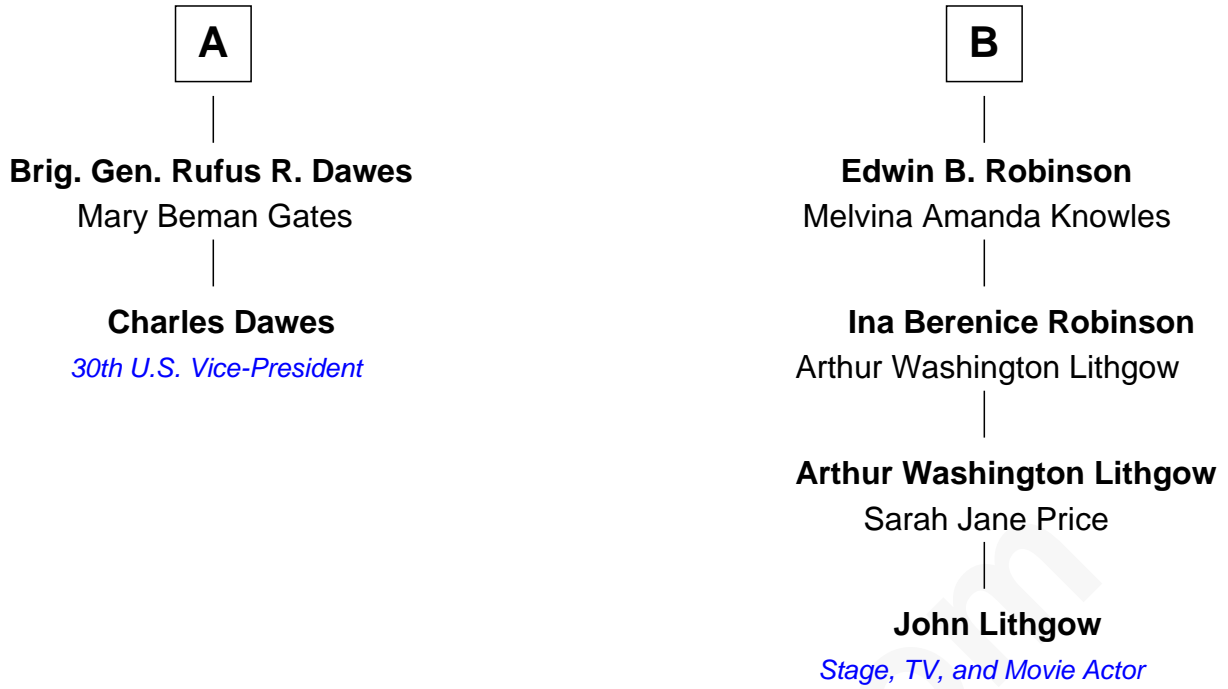 A
Brig. Gen. Rufus R. Dawes
Mary Beman Gates
Charles Dawes
30th U.S. Vice-President
B
Edwin B. Robinson
Melvina Amanda Knowles
Ina Berenice Robinson
Arthur Washington Lithgow
Arthur Washington Lithgow
Sarah Jane Price
John Lithgow
Stage, TV, and Movie Actor